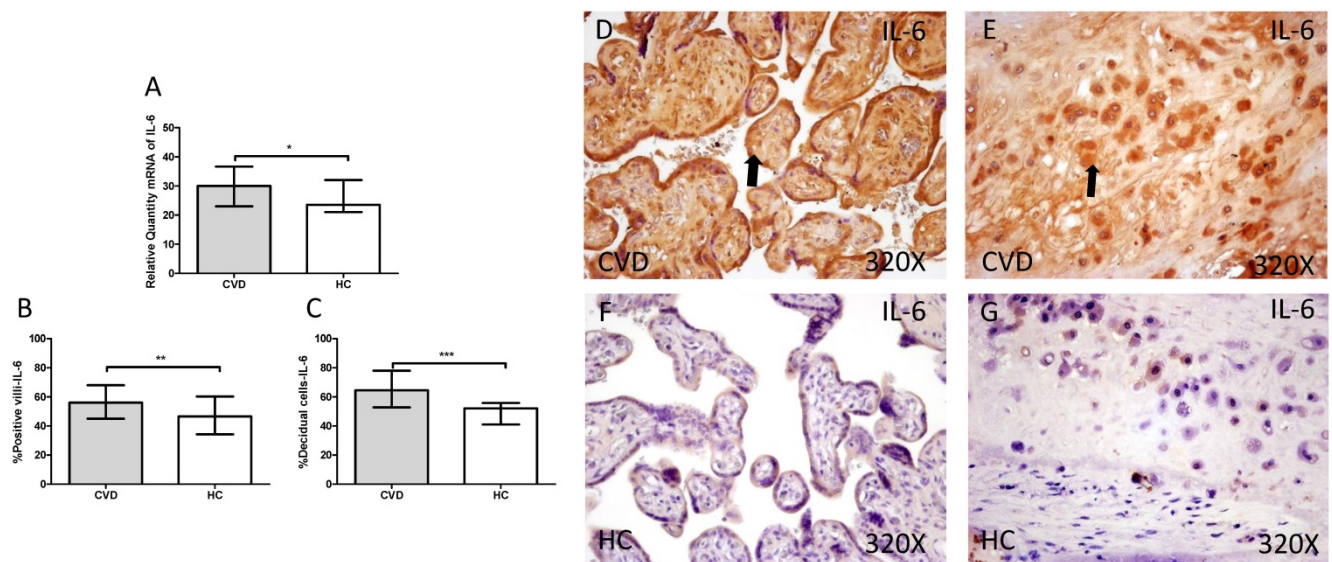 A
Relative Quantity mRNA of IL-6
50
40
30
20
10
0
*
CVD HC
B
%Positive villi-IL-6
100
80
60
40
20
0
**
CVD HC
C
%Decidual cells-IL-6
100
80
60
40
20
0
***
CVD HC
D IL-6
CVD 320X
E IL-6
CVD 320X
F IL-6
HC 320X
G IL-6
HC 320X